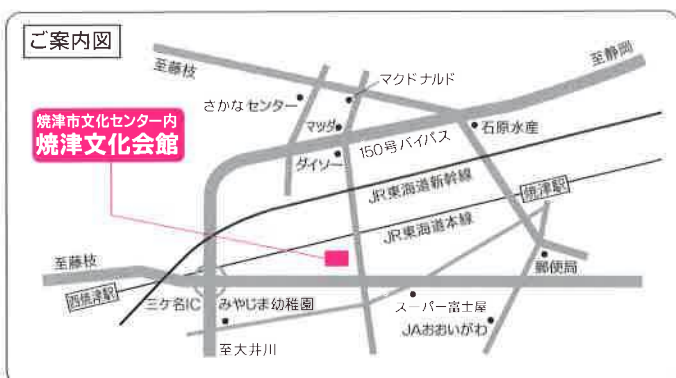 ご案内図
至藤枝
至静岡
マクドナルド
さかなセンター
焼津市文化センター内
焼津文化会館
マツダ
150号バイパス
石原水産
ダイソー
JR東海道新幹線
焼津駅
JR東海道本線
至藤枝
郵便局
西焼津駅
三ケ名IC
みやじま幼稚園
スーパー富士屋
JAおおいがわ
至大井川